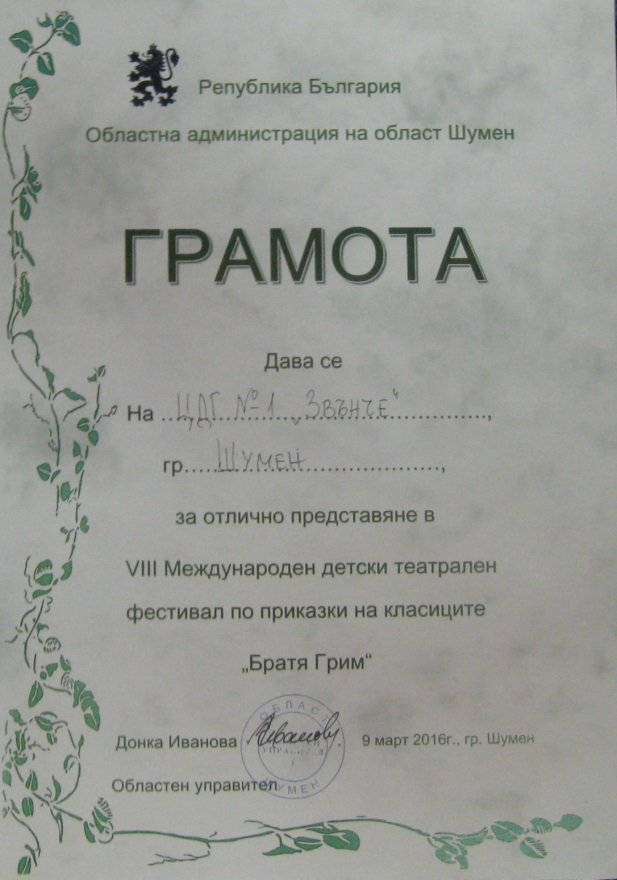 Република България
Областна администрация на област Шумен
ГРАМОТА
Дава се
На ЦДГ №1 „Звънче“,
гр. Шумен,
за отлично представяне в
VIII Международен детски театрален
фестивал по приказки на класиците
„Братя Грим“
Донка Иванова
9 март 2016г., гр. Шумен
Областен управител
ШУМЕН